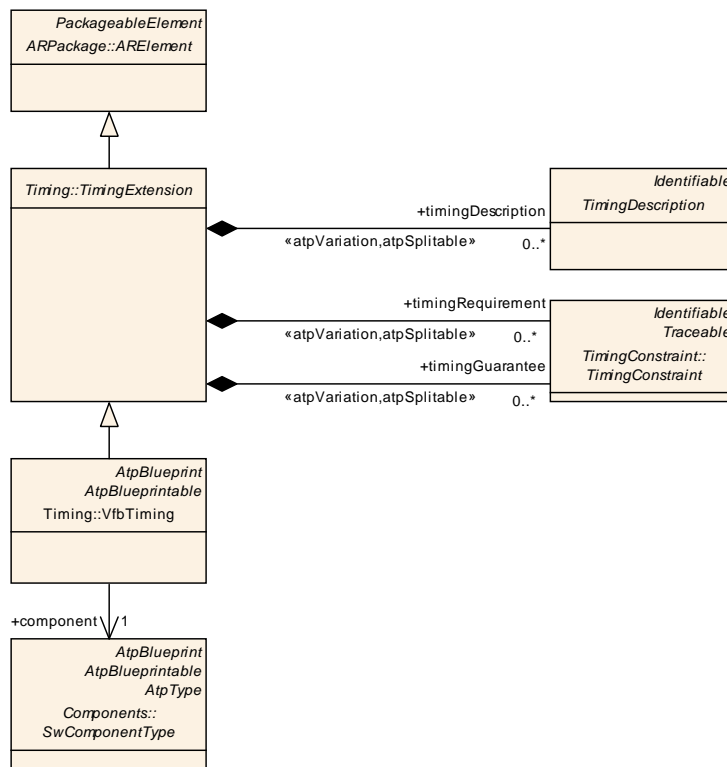 PackageableElement
ARPackage::ARElement
Timing::TimingExtension
Identifiable
TimingDescription
+timingDescription
«atpVariation,atpSplitable» 0..*
+timingRequirement
«atpVariation,atpSplitable» 0..*
Identifiable
Traceable
TimingConstraint::
TimingConstraint
+timingGuarantee
«atpVariation,atpSplitable» 0..*
AtpBlueprint
AtpBlueprintable
Timing::VfbTiming
+component 1
AtpBlueprint
AtpBlueprintable
AtpType
Components::
SwComponentType